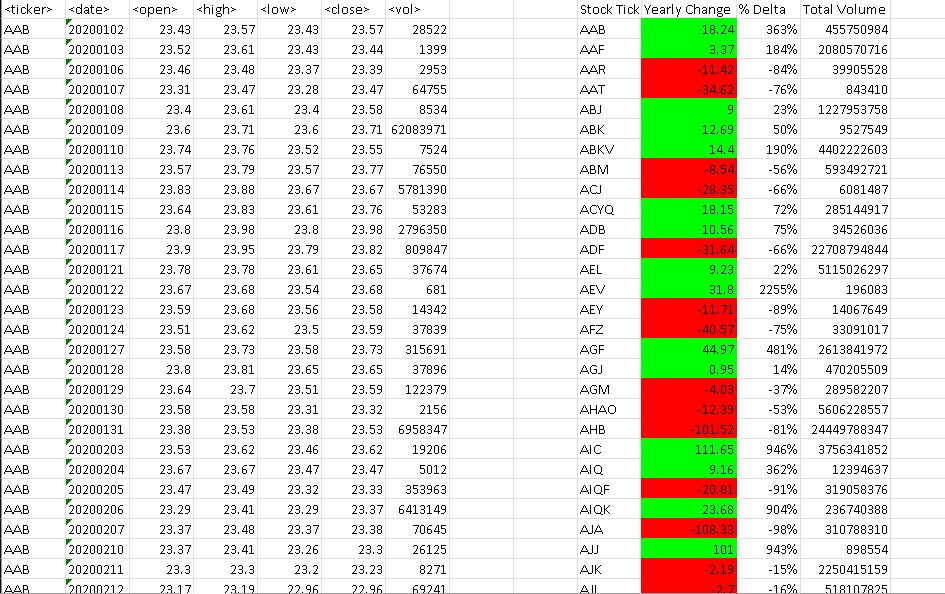 <ticker> <date> <open> <high> <low> <close> <vol> Stock Tick Yearly Change % Delta Total Volume
AAB 20200102 23.43 23.57 23.43 23.57 28522 AAB 18.24 363% 455750984
AAB 20200103 23.52 23.61 23.43 23.44 1399 AAF 3.37 184% 2080570716
AAB 20200106 23.46 23.48 23.37 23.39 2953 AAR -11.42 -84% 39905528
AAB 20200107 23.31 23.47 23.28 23.47 64755 AAT -34.62 -76% 843410
AAB 20200108 23.4 23.61 23.4 23.58 8534 ABJ 9 23% 1227953758
AAB 20200109 23.6 23.71 23.6 23.71 62083971 ABK 12.69 50% 9527549
AAB 20200110 23.74 23.76 23.52 23.55 7524 ABKV 14.4 190% 4402222603
AAB 20200113 23.57 23.79 23.57 23.77 76550 ABM -8.54 -56% 593492721
AAB 20200114 23.83 23.88 23.67 23.67 5781390 ACJ -28.35 -66% 6081487
AAB 20200115 23.64 23.83 23.61 23.76 53283 ACYQ 18.15 72% 285144917
AAB 20200116 23.8 23.98 23.8 23.98 2796350 ADB 10.56 75% 34526036
AAB 20200117 23.9 23.95 23.79 23.82 809847 ADF -31.64 -66% 22708794844
AAB 20200121 23.78 23.78 23.61 23.65 37674 AEL 9.23 22% 5115026297
AAB 20200122 23.67 23.68 23.54 23.68 681 AEV 31.8 2255% 196083
AAB 20200123 23.59 23.68 23.56 23.58 14342 AEY -11.71 -89% 14067649
AAB 20200124 23.51 23.62 23.5 23.59 37839 AFZ -40.57 -75% 33091017
AAB 20200127 23.58 23.73 23.58 23.73 315691 AGF 44.97 481% 2613841972
AAB 20200128 23.8 23.81 23.65 23.65 37896 AGJ 0.95 14% 470205509
AAB 20200129 23.64 23.7 23.51 23.59 122379 AGM -4.03 -37% 289582207
AAB 20200130 23.58 23.58 23.31 23.32 2156 AHAO -12.39 -53% 5606228557
AAB 20200131 23.38 23.53 23.38 23.53 6958347 AHB -101.52 -81% 24449788347
AAB 20200203 23.53 23.62 23.46 23.62 19206 AIC 111.65 946% 3756341852
AAB 20200204 23.67 23.67 23.47 23.47 5012 AIQ 9.16 362% 12394637
AAB 20200205 23.47 23.49 23.32 23.33 353963 AIQF -20.81 -91% 319058376
AAB 20200206 23.29 23.41 23.29 23.37 6413149 AIQK 23.68 904% 236740388
AAB 20200207 23.37 23.48 23.37 23.38 70645 AJA -108.33 -98% 310788310
AAB 20200210 23.37 23.41 23.26 23.3 26125 AJJ 101 943% 898554
AAB 20200211 23.3 23.3 23.2 23.23 8271 AJK -2.19 -15% 2250415159
AAB 20200212 23.17 23.19 22.96 22.96 69241 -2.7 -16% 518107825